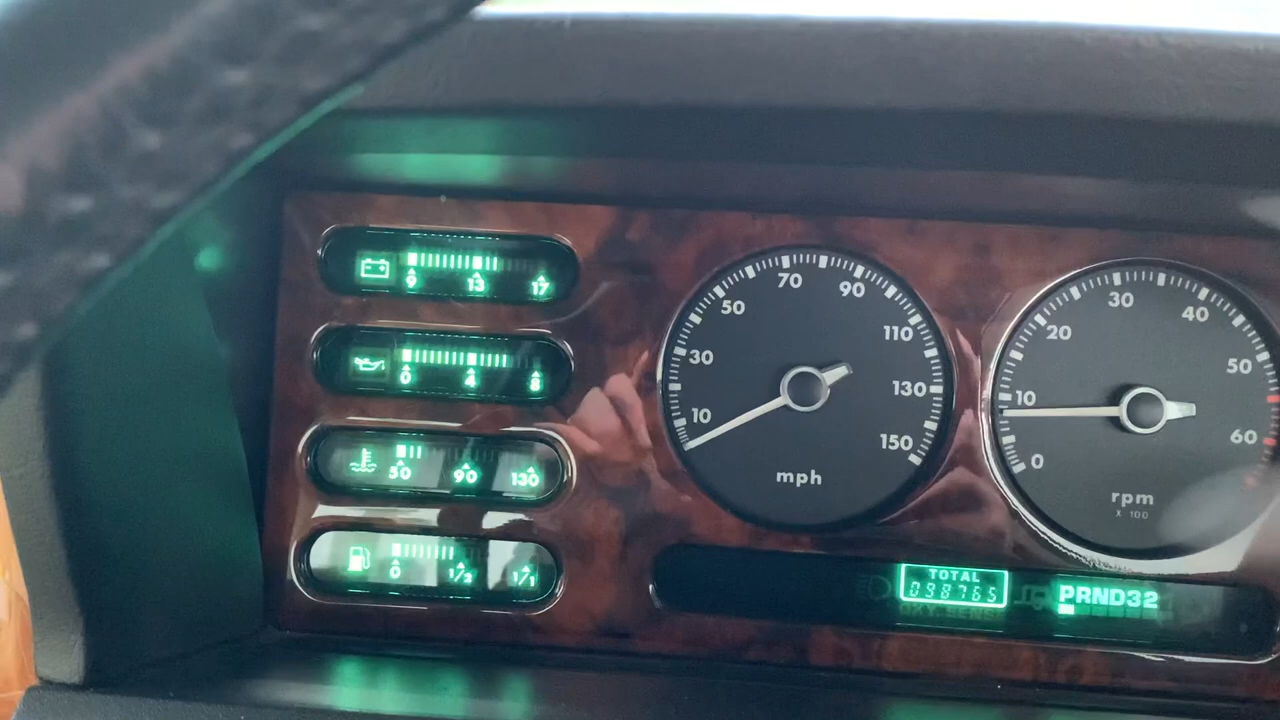 9 13 17
0 4 8
50 90 130
0 1/2 1/1
10 30 50 70 90 110 130 150
mph
0 10 20 30 40 50 60
rpm
X 100
TOTAL
098765
PRND32